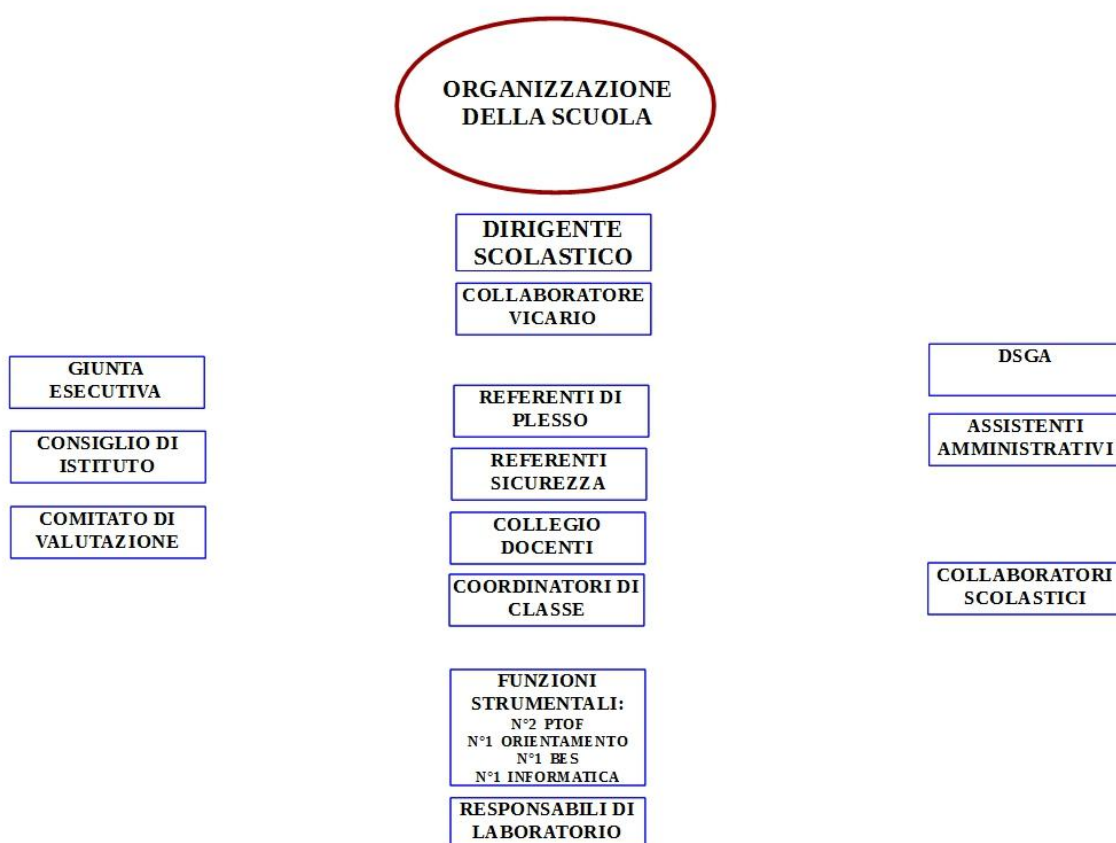 ORGANIZZAZIONE
DELLA SCUOLA
DIRIGENTE
SCOLASTICO
COLLABORATORE
VICARIO
GIUNTA
ESECUTIVA
CONSIGLIO DI
ISTITUTO
COMITATO DI
VALUTAZIONE
REFERENTI DI
PLESSO
REFERENTI
SICUREZZA
COLLEGIO
DOCENTI
COORDINATORI DI
CLASSE
FUNZIONI
STRUMENTALI:
N°2 PTOF
N°1 ORIENTAMENTO
N°1 BES
N°1 INFORMATICA
RESPONSABILI DI
LABORATORIO
DSGA
ASSISTENTI
AMMINISTRATIVI
COLLABORATORI
SCOLASTICI